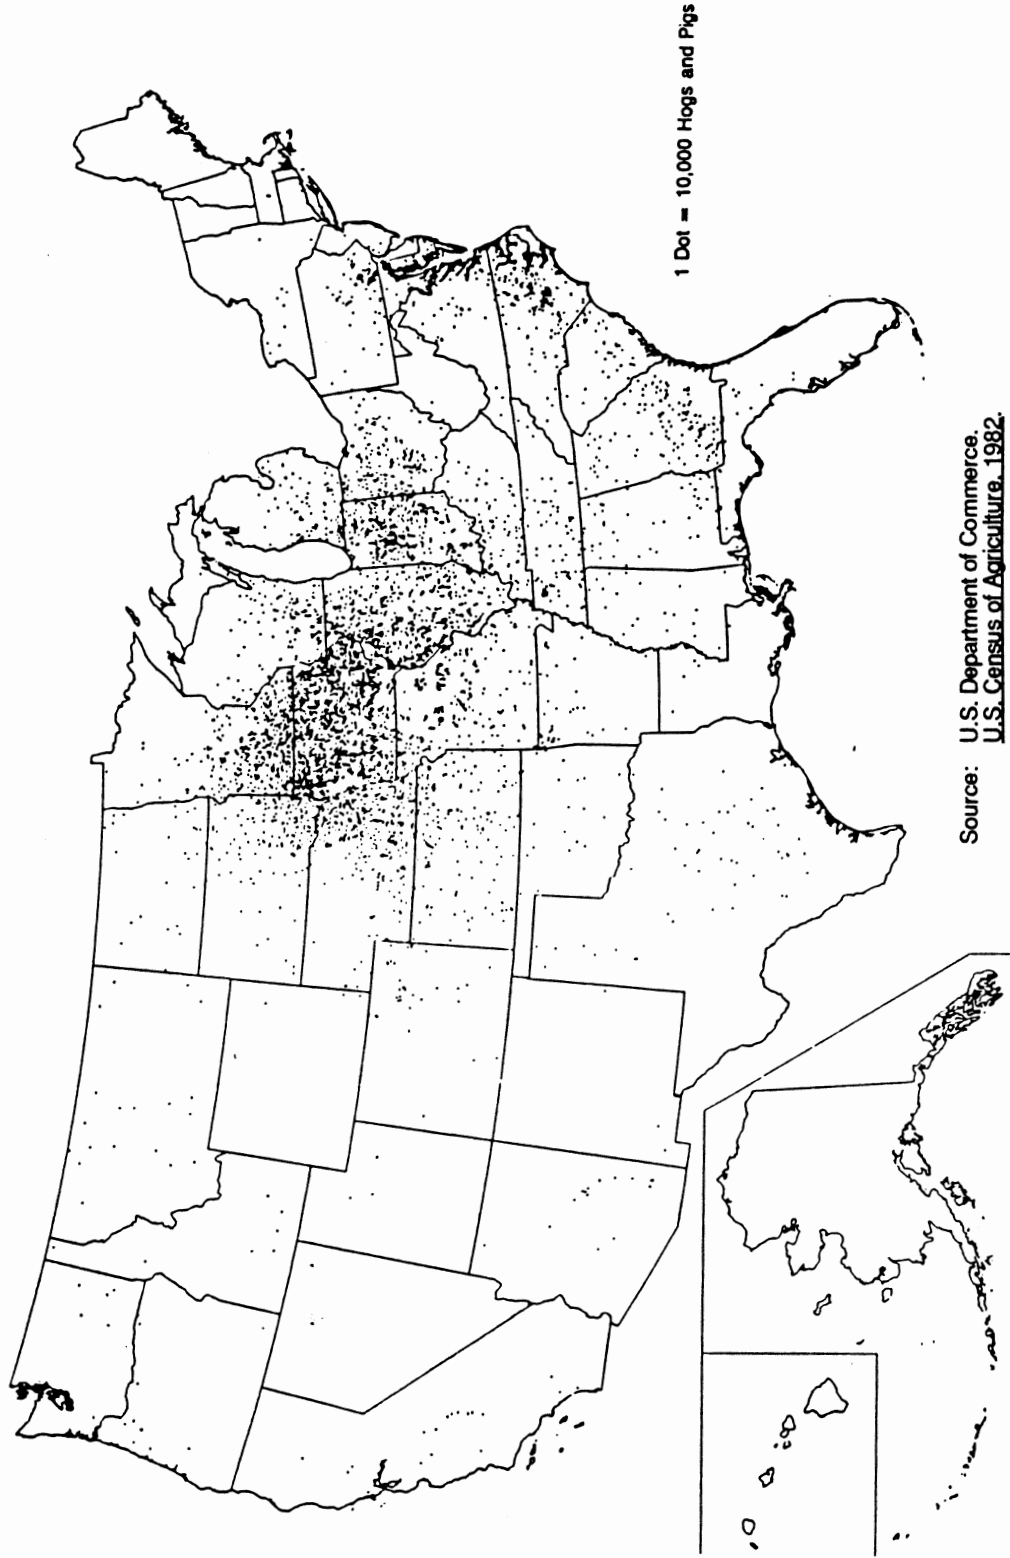 1 Dot = 10,000 Hogs and Pigs
Source: U.S. Department of Commerce.
U.S. Census of Agriculture, 1982.